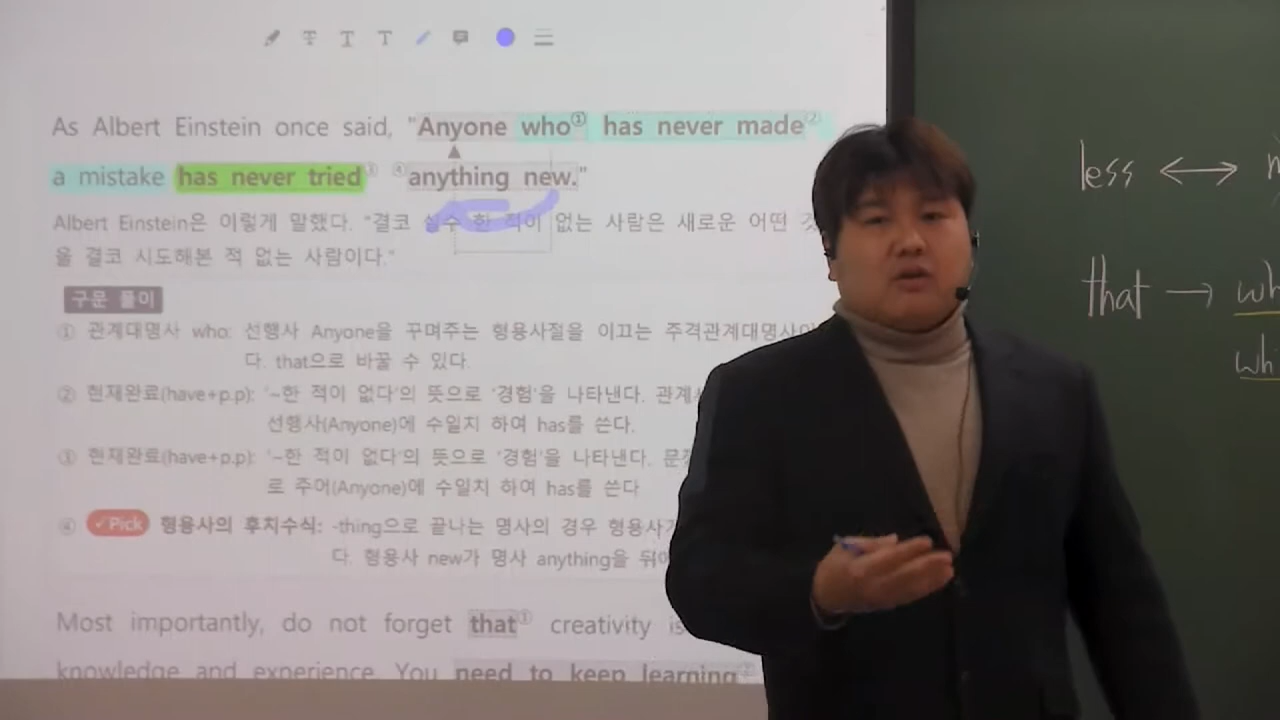 As Albert Einstein once said, "Anyone who① has never made②
a mistake has never tried③ ④anything new."
Albert Einstein은 이렇게 말했다. "결코 실수 한 적이 없는 사람은 새로운 어떤 것
을 결코 시도해본 적 없는 사람이다."
구문 풀이
① 관계대명사 who: 선행사 Anyone을 꾸며주는 형용사절을 이끄는 주격관계대명사이
다. that으로 바꿀 수 있다.
② 현재완료(have+p.p): '~한 적이 없다'의 뜻으로 '경험'을 나타낸다.
선행사(Anyone)에 수일치 하여 has를 쓴다.
③ 현재완료(have+p.p): '~한 적이 없다'의 뜻으로 '경험'을 나타낸다.
로 주어(Anyone)에 수일치 하여 has를 쓴다
④ ✓Pick 형용사의 후치수식: -thing으로 끝나는 명사의 경우
다. 형용사 new가 명사 anything을
Most importantly, do not forget that① creativity is
knowledge and experience. You need to keep learning②
less ↔
that →